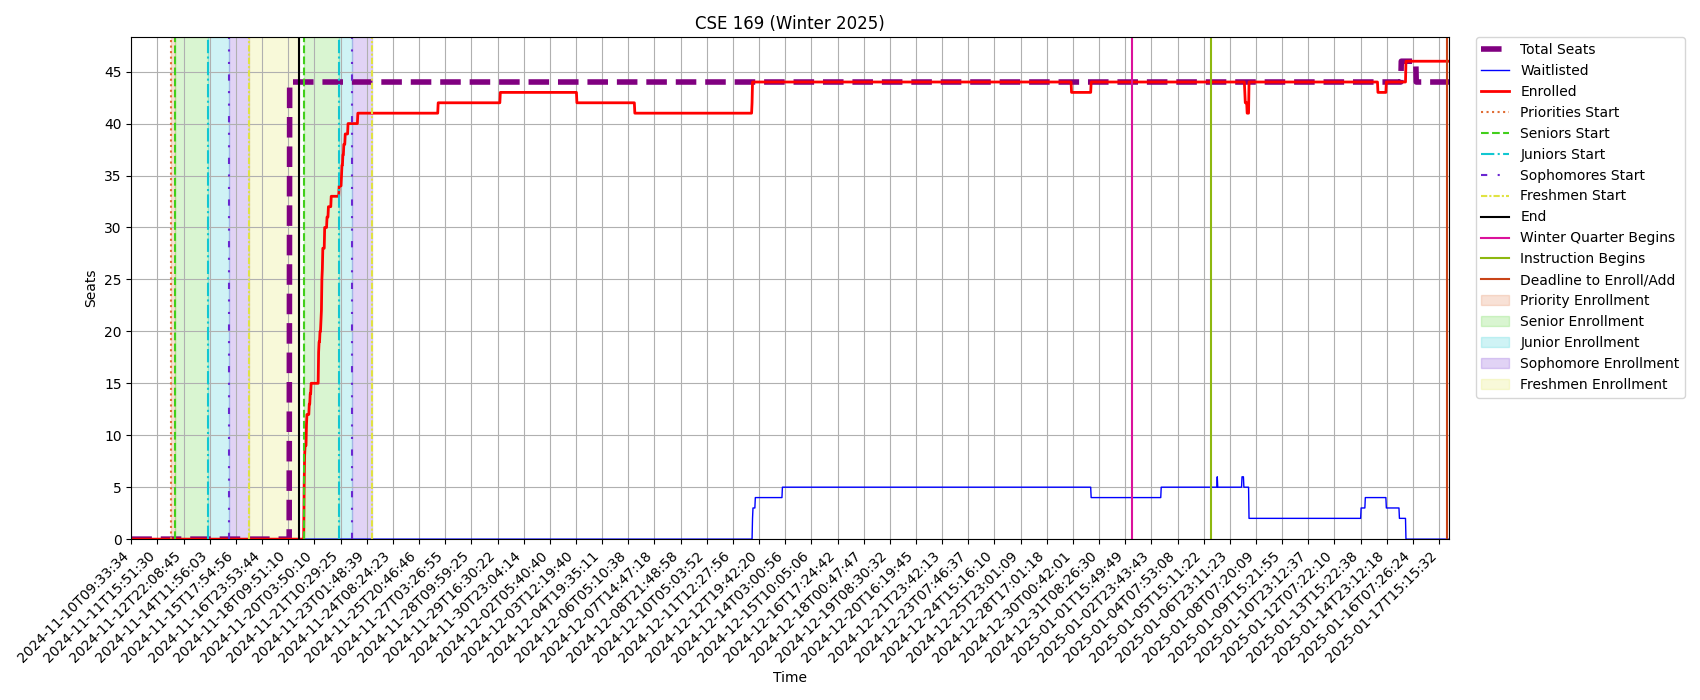 CSE 169 (Winter 2025)
Seats
45
40
35
30
25
20
15
10
5
0
2024-11-10T09:33:34
2024-11-11T15:51:30
2024-11-12T22:08:45
2024-11-14T11:56:03
2024-11-15T17:54:56
2024-11-16T23:53:44
2024-11-18T09:51:10
2024-11-20T03:50:10
2024-11-21T10:29:25
2024-11-23T01:48:39
2024-11-24T08:24:23
2024-11-25T20:46:46
2024-11-27T03:26:55
2024-11-28T09:59:25
2024-11-29T16:30:22
2024-11-30T23:04:14
2024-12-02T05:40:40
2024-12-03T12:19:40
2024-12-04T19:35:11
2024-12-06T05:10:38
2024-12-07T14:47:18
2024-12-08T21:48:58
2024-12-10T05:03:52
2024-12-11T12:27:56
2024-12-12T19:42:20
2024-12-14T03:00:56
2024-12-15T10:05:06
2024-12-16T17:24:42
2024-12-18T00:47:47
2024-12-19T08:30:32
2024-12-20T16:19:45
2024-12-21T23:42:13
2024-12-23T07:46:37
2024-12-24T15:16:10
2024-12-25T23:01:09
2024-12-28T17:01:18
2024-12-30T00:42:01
2024-12-31T08:26:30
2025-01-01T15:49:49
2025-01-02T23:43:43
2025-01-04T07:53:08
2025-01-05T15:11:22
2025-01-06T23:11:23
2025-01-08T07:20:09
2025-01-09T15:21:55
2025-01-10T23:12:37
2025-01-12T07:22:10
2025-01-13T15:22:38
2025-01-14T23:12:18
2025-01-16T07:26:24
2025-01-17T15:15:32
Time
Total Seats
Waitlisted
Enrolled
Priorities Start
Seniors Start
Juniors Start
Sophomores Start
Freshmen Start
End
Winter Quarter Begins
Instruction Begins
Deadline to Enroll/Add
Priority Enrollment
Senior Enrollment
Junior Enrollment
Sophomore Enrollment
Freshmen Enrollment